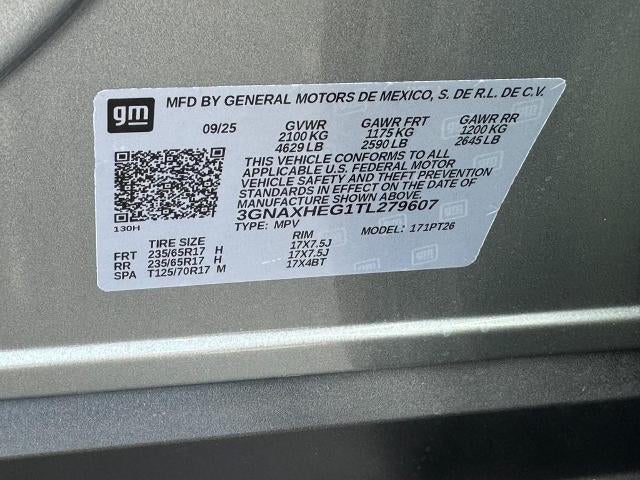 gm MFD BY GENERAL MOTORS DE MEXICO, S. DE R.L. DE C.V.
09/25 GVWR GAWR FRT GAWR RR
2100 KG 1175 KG 1200 KG
4629 LB 2590 LB 2645 LB
THIS VEHICLE CONFORMS TO ALL
APPLICABLE U.S. FEDERAL MOTOR
VEHICLE SAFETY AND THEFT PREVENTION
STANDARDS IN EFFECT ON THE DATE OF
MANUFACTURE SHOWN ABOVE.
3GNAXHEG1TL279607
130H TYPE: MPV MODEL: 171PT26
TIRE SIZE RIM
FRT 235/65R17 H 17X7.5J
RR 235/65R17 H 17X7.5J
SPA T125/70R17 M 17X4BT